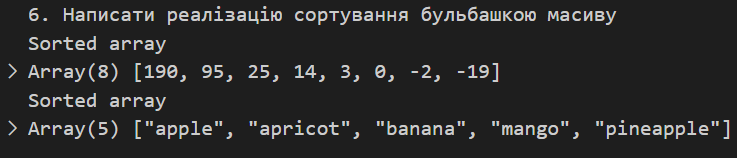 6. Написати реалізацію сортування бульбашкою масиву
Sorted array
> Array(8) [190, 95, 25, 14, 3, 0, -2, -19]
Sorted array
> Array(5) ["apple", "apricot", "banana", "mango", "pineapple"]